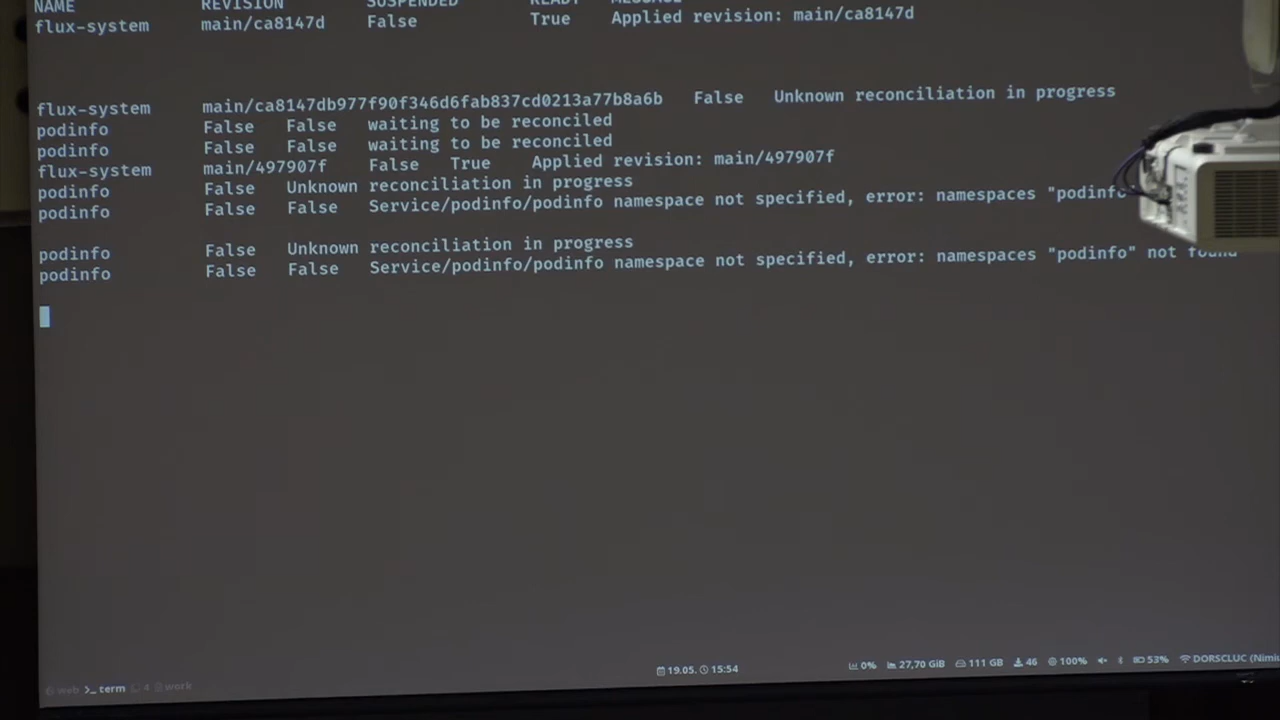 NAME REVISION SUSPENDED READY MESSAGE
flux-system main/ca8147d False True Applied revision: main/ca8147d
flux-system main/ca8147db977f90f346d6fab837cd0213a77b8a6b False Unknown reconciliation in progress
podinfo False False waiting to be reconciled
podinfo False False waiting to be reconciled
flux-system main/497907f False True Applied revision: main/497907f
podinfo False Unknown reconciliation in progress
podinfo False False Service/podinfo/podinfo namespace not specified, error: namespaces "podinfo
podinfo False Unknown reconciliation in progress
podinfo False False Service/podinfo/podinfo namespace not specified, error: namespaces "podinfo" not found
web >_ term 4 work 19.05. 15:54 0% 27,70 GiB 111 GB 46 100% 53% DORSCLUC (Nimi